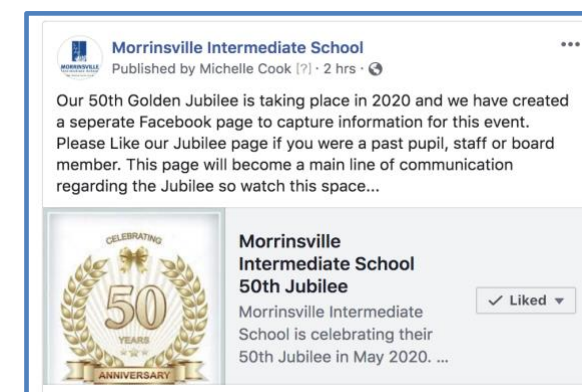 Morrinsville Intermediate School
Published by Michelle Cook [?] · 2 hrs ·
Our 50th Golden Jubilee is taking place in 2020 and we have created
a seperate Facebook page to capture information for this event.
Please Like our Jubilee page if you were a past pupil, staff or board
member. This page will become a main line of communication
regarding the Jubilee so watch this space...
CELEBRATING
50
YEARS
ANNIVERSARY
Morrinsville
Intermediate School
50th Jubilee
Morrinsville Intermediate
School is celebrating their
50th Jubilee in May 2020. ...
✓ Liked
MORRINSVILLE